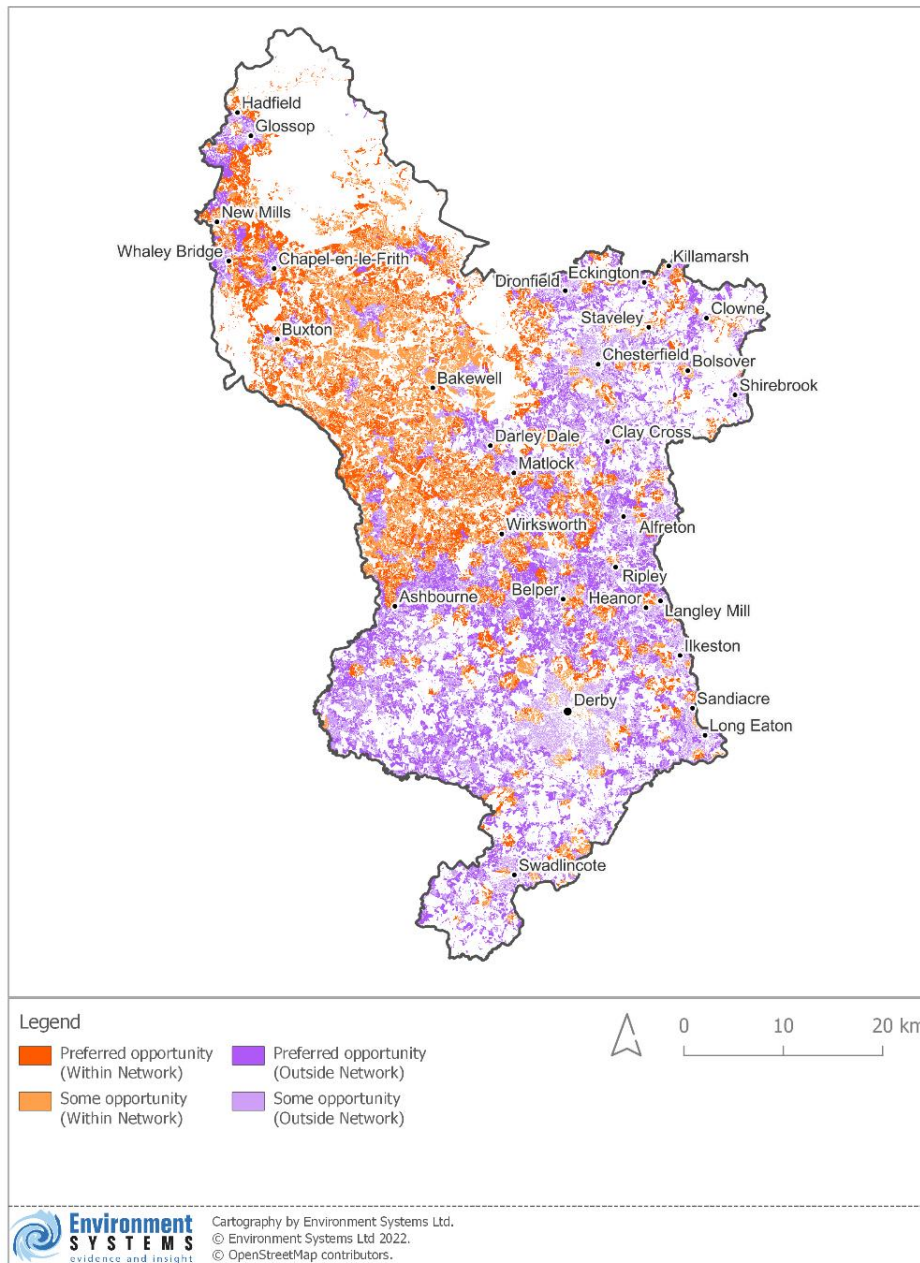 Hadfield
Glossop
New Mills
Whaley Bridge
Chapel-en-le-Frith
Killamarsh
Eckington
Dronfield
Clowne
Staveley
Buxton
Chesterfield
Bolsover
Bakewell
Shirebrook
Darley Dale
Clay Cross
Matlock
Alfreton
Wirksworth
Ripley
Belper
Heanor
Ashbourne
Langley Mill
Ilkeston
Derby
Sandiacre
Long Eaton
Swadlincote
Legend
Preferred opportunity
(Within Network)
Preferred opportunity
(Outside Network)
Some opportunity
(Within Network)
Some opportunity
(Outside Network)
0 10 20 km
Environment
SYSTEMS
evidence and insight
Cartography by Environment Systems Ltd.
© Environment Systems Ltd 2022.
© OpenStreetMap contributors.